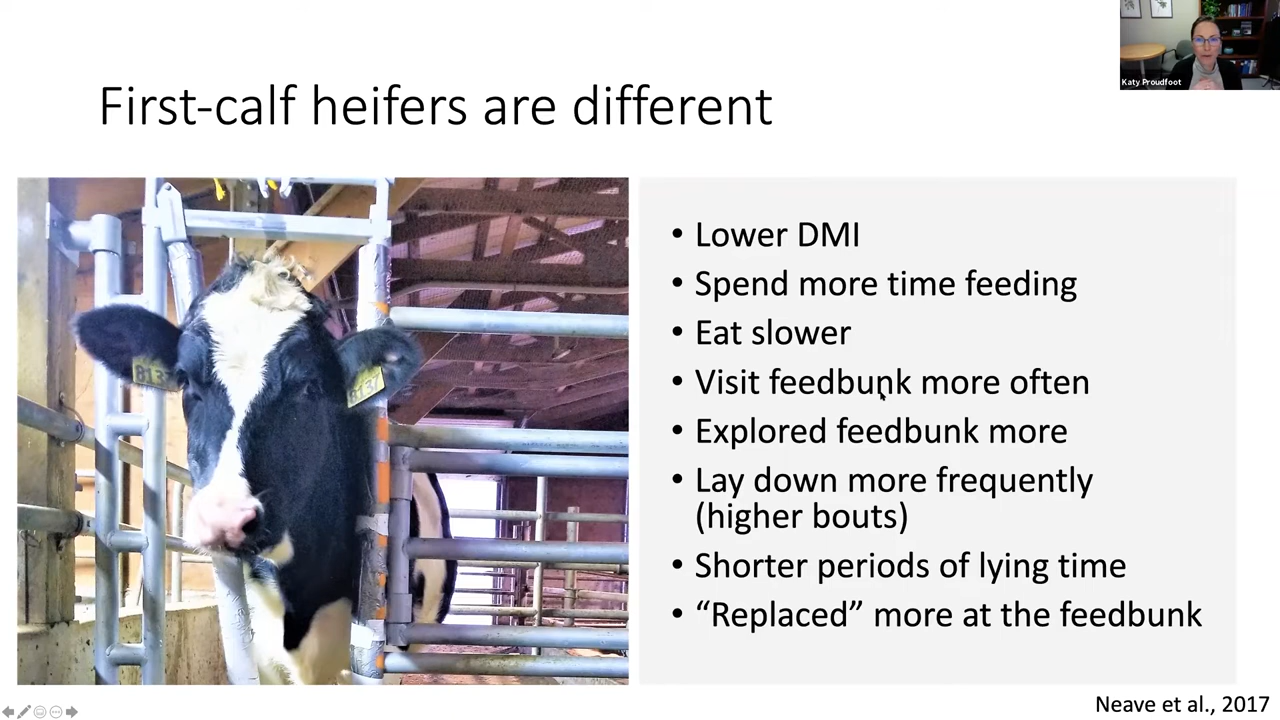 Katy Proudfoot
First-calf heifers are different
• Lower DMI
• Spend more time feeding
• Eat slower
• Visit feedbunk more often
• Explored feedbunk more
• Lay down more frequently
(higher bouts)
• Shorter periods of lying time
• “Replaced” more at the feedbunk
Neave et al., 2017